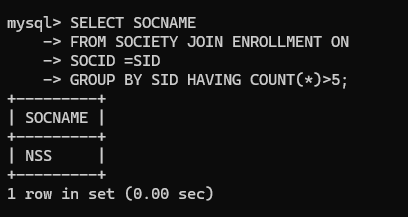 mysql> SELECT SOCNAME
    -> FROM SOCIETY JOIN ENROLLMENT ON
    -> SOCID =SID
    -> GROUP BY SID HAVING COUNT(*)>5;
+---------+
| SOCNAME |
+---------+
| NSS     |
+---------+
1 row in set (0.00 sec)